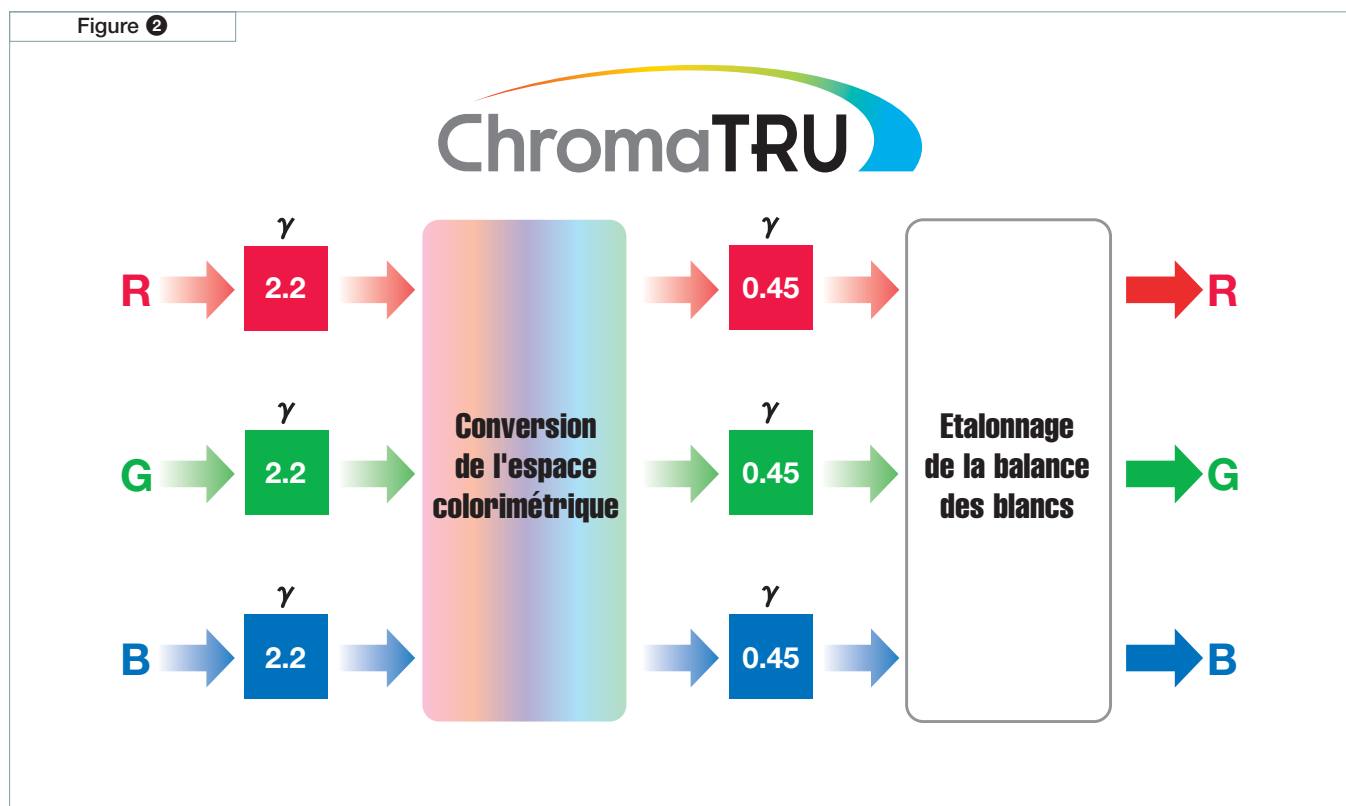 Figure ❷
ChromaTRU
γ γ
R 2.2 0.45 R
γ γ
G 2.2 Conversion
de l'espace
colorimétrique 0.45 Etalonnage
de la balance
des blancs G
γ γ
B 2.2 0.45 B